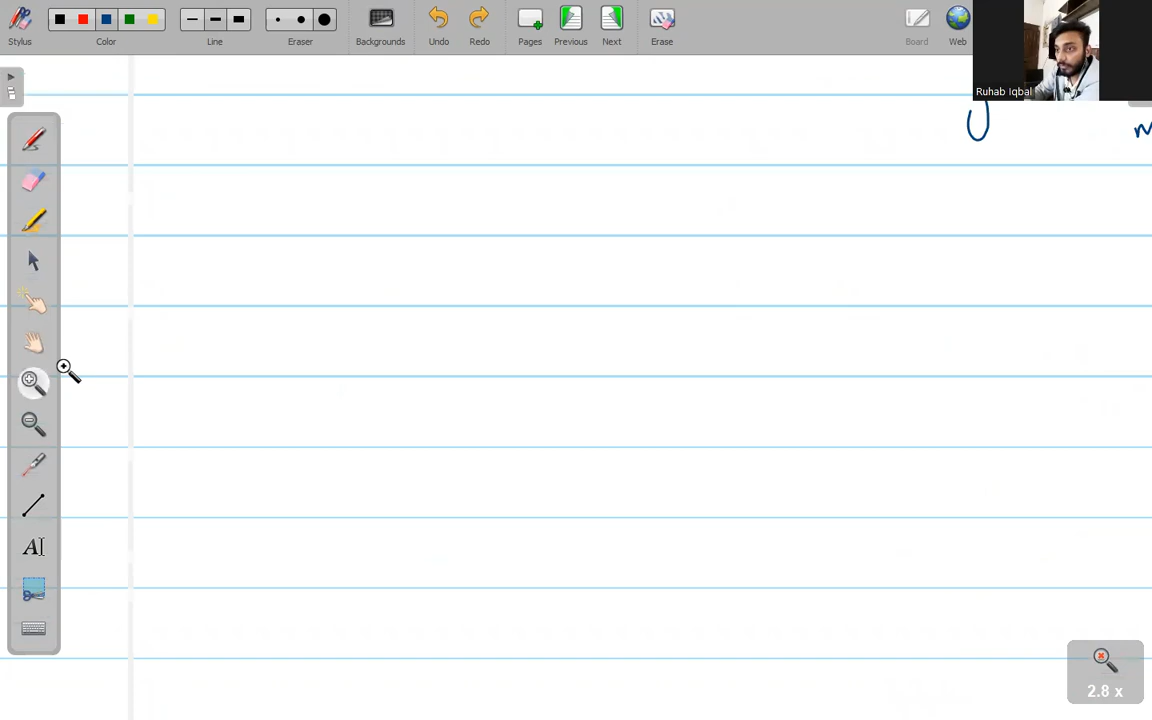 Stylus
Color
Line
Eraser
Backgrounds
Undo
Redo
Pages
Previous
Next
Erase
Board
Web
Ruhab Iqbal
A
2.8 x